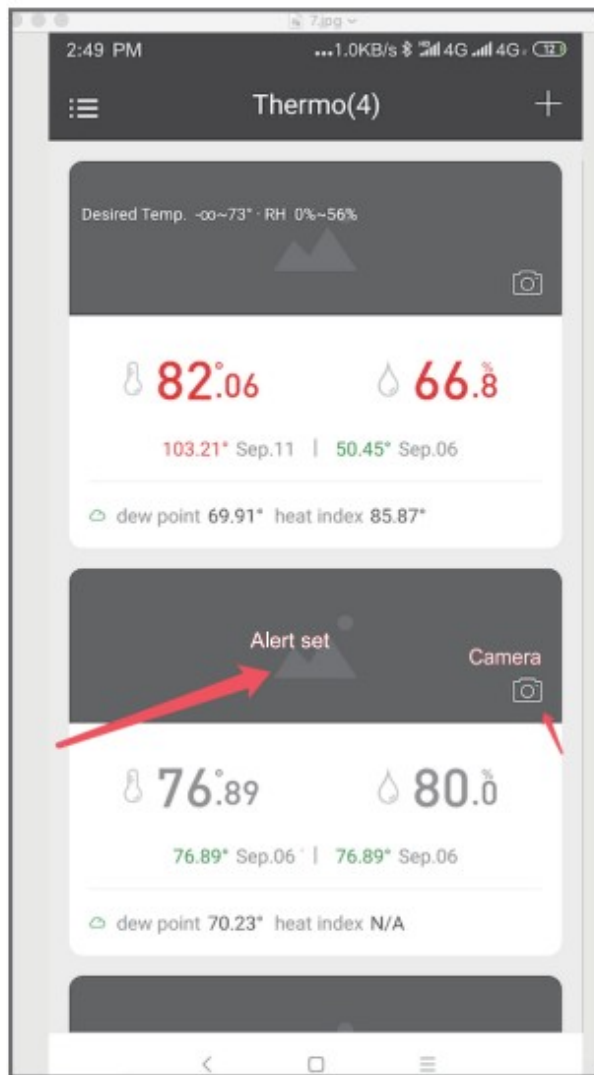 7.jpg
2:49 PM ...1.0KB/s HD 4G 4G 12
Thermo(4)
Desired Temp. -∞~73° · RH 0%~56%
82°.06 66.8%
103.21° Sep.11 | 50.45° Sep.06
dew point 69.91° heat index 85.87°
Alert set
Camera
76°.89 80.0%
76.89° Sep.06 | 76.89° Sep.06
dew point 70.23° heat index N/A